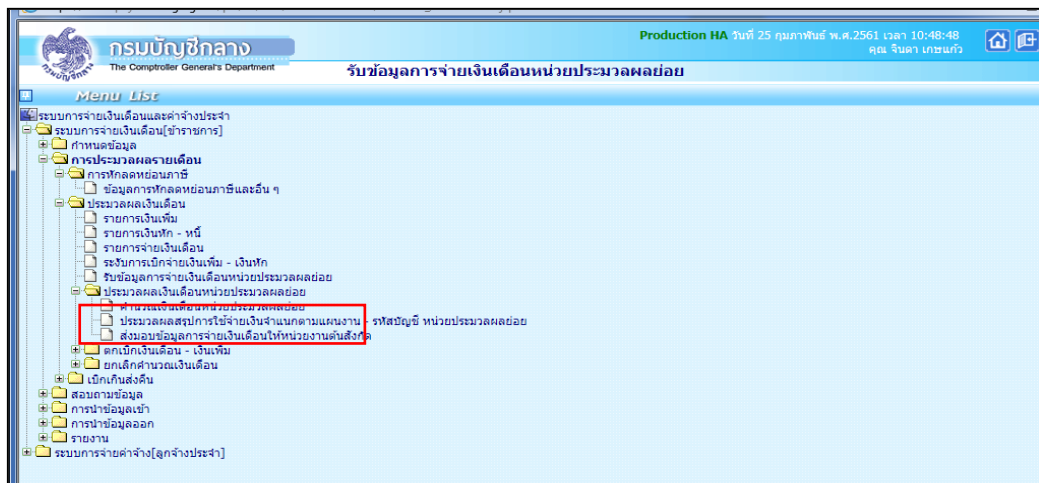 กรมบัญชีกลาง
The Comptroller General's Department
Production HA วันที่ 25 กุมภาพันธ์ พ.ศ.2561 เวลา 10:48:48
คุณ จินดา เกษแก้ว
รับข้อมูลการจ่ายเงินเดือนหน่วยประมวลผลย่อย
Menu List
ระบบการจ่ายเงินเดือนและค่าจ้างประจำ
ระบบการจ่ายเงินเดือน[ข้าราชการ]
กำหนดข้อมูล
การประมวลผลรายเดือน
การหักลดหย่อนภาษี
ข้อมูลการหักลดหย่อนภาษีและอื่น ๆ
ประมวลผลเงินเดือน
รายการเงินเพิ่ม
รายการเงินหัก - หนี้
รายการจ่ายเงินเดือน
ระงับการเบิกจ่ายเงินเพิ่ม - เงินหัก
รับข้อมูลการจ่ายเงินเดือนหน่วยประมวลผลย่อย
ประมวลผลเงินเดือนหน่วยประมวลผลย่อย
คำนวณเงินเดือนหน่วยประมวลผลย่อย
ประมวลผลสรุปการใช้จ่ายเงินจำแนกตามแผนงาน - รหัสบัญชี หน่วยประมวลผลย่อย
ส่งมอบข้อมูลการจ่ายเงินเดือนให้หน่วยงานต้นสังกัด
ตกเบิกเงินเดือน - เงินเพิ่ม
ยกเลิกคำนวณเงินเดือน
เบิกเกินส่งคืน
สอบถามข้อมูล
การนำข้อมูลเข้า
การนำข้อมูลออก
รายงาน
ระบบการจ่ายค่าจ้าง[ลูกจ้างประจำ]